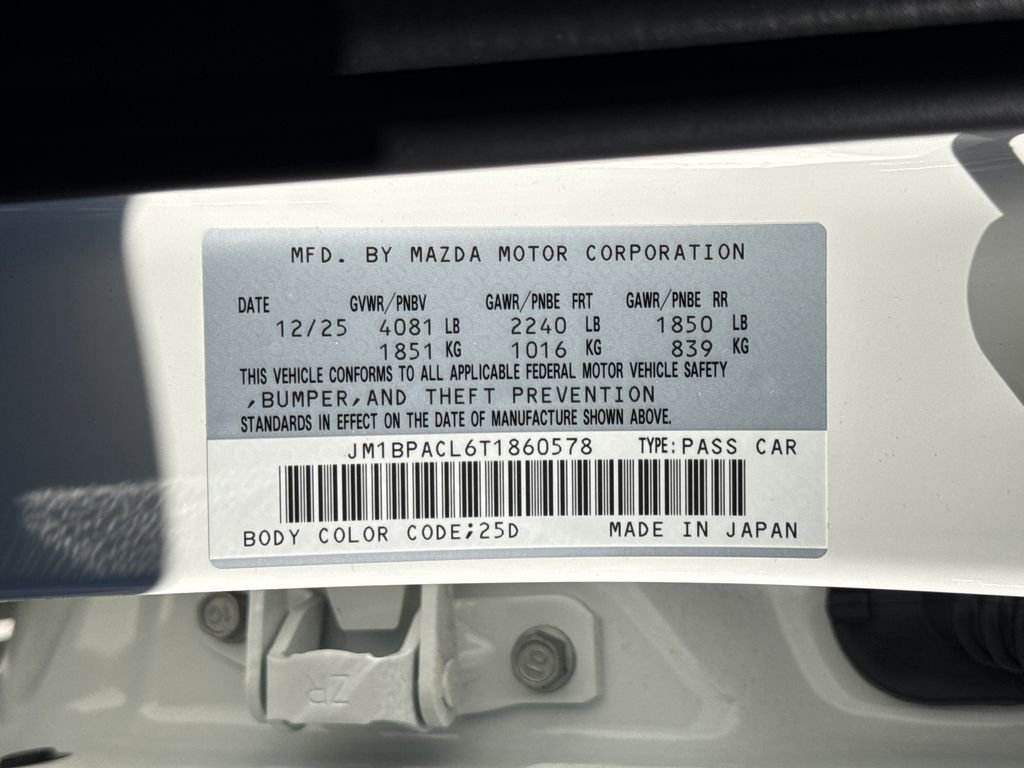 MFD. BY MAZDA MOTOR CORPORATION
DATE GVWR/PNBV GAWR/PNBE FRT GAWR/PNBE RR
12/25 4081 LB 2240 LB 1850 LB
1851 KG 1016 KG 839 KG
THIS VEHICLE CONFORMS TO ALL APPLICABLE FEDERAL MOTOR VEHICLE SAFETY
,BUMPER,AND THEFT PREVENTION
STANDARDS IN EFFECT ON THE DATE OF MANUFACTURE SHOWN ABOVE.
JM1BPACL6T1860578 TYPE:PASS CAR
BODY COLOR CODE;25D MADE IN JAPAN
ZR
10